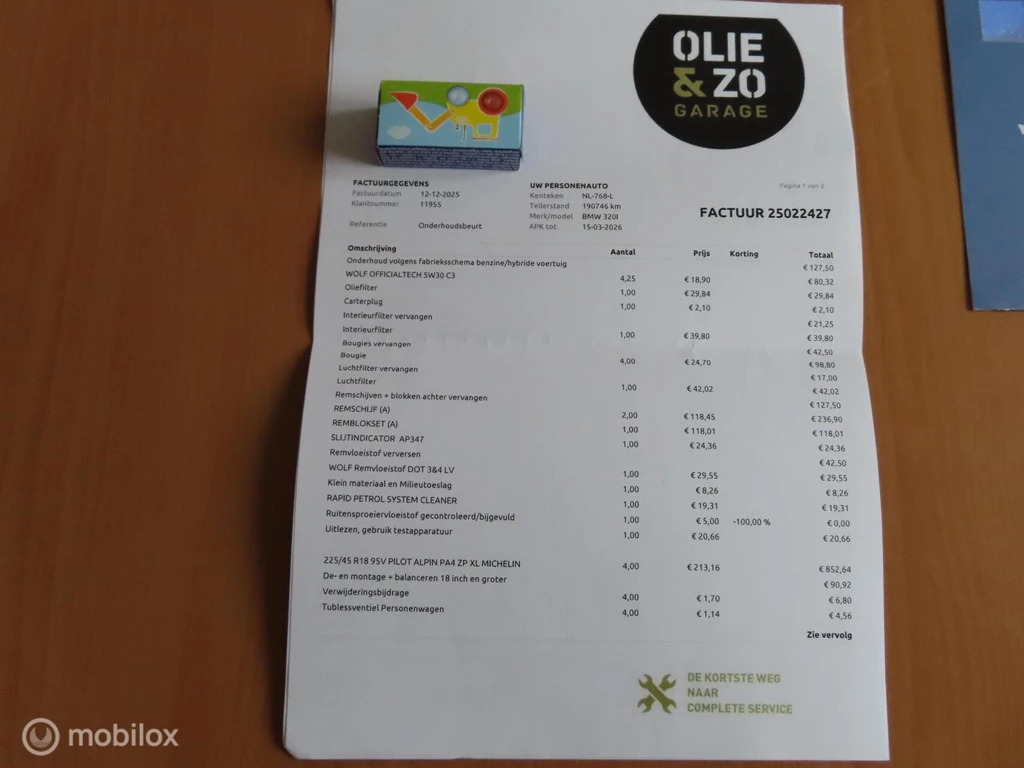 OLIE
& ZO
GARAGE
Pagina 1 van 2
FACTUURGEGEVENS
Factuurdatum 12-12-2025
Klantnummer 11955
Referentie Onderhoudsbeurt
UW PERSONENAUTO
Kenteken NL-768-L
Tellerstand 190746 km
Merk/model BMW 320I
APK tot 15-03-2026
FACTUUR 25022427
Omschrijving Aantal Prijs Korting Totaal
Onderhoud volgens fabrieksschema benzine/hybride voertuig € 127,50
WOLF OFFICIALTECH 5W30 C3 4,25 € 18,90 € 80,32
Oliefilter 1,00 € 29,84 € 29,84
Carterplug 1,00 € 2,10 € 2,10
Interieurfilter vervangen € 21,25
Interieurfilter 1,00 € 39,80 € 39,80
Bougies vervangen € 42,50
Bougie 4,00 € 24,70 € 98,80
Luchtfilter vervangen € 17,00
Luchtfilter 1,00 € 42,02 € 42,02
Remschijven + blokken achter vervangen € 127,50
REMSCHIJF (A) 2,00 € 118,45 € 236,90
REMBLOKSET (A) 1,00 € 118,01 € 118,01
SLIJTINDICATOR AP347 1,00 € 24,36 € 24,36
Remvloeistof verversen € 42,50
WOLF Remvloeistof DOT 3&4 LV 1,00 € 29,55 € 29,55
Klein materiaal en Milieutoeslag 1,00 € 8,26 € 8,26
RAPID PETROL SYSTEM CLEANER 1,00 € 19,31 € 19,31
Ruitensproeiervloeistof gecontroleerd/bijgevuld 1,00 € 5,00 -100,00 % € 0,00
Uitlezen, gebruik testapparatuur 1,00 € 20,66 € 20,66
225/45 R18 95V PILOT ALPIN PA4 ZP XL MICHELIN 4,00 € 213,16 € 852,64
De- en montage + balanceren 18 inch en groter € 90,92
Verwijderingsbijdrage 4,00 € 1,70 € 6,80
Tublessventiel Personenwagen 4,00 € 1,14 € 4,56
Zie vervolg
DE KORTSTE WEG
NAAR
COMPLETE SERVICE
mobilox